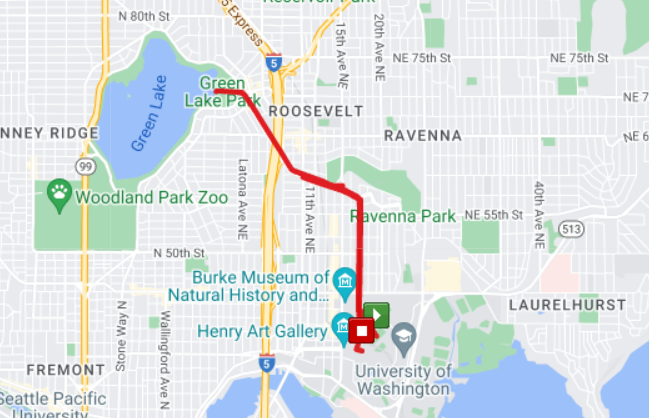 Roosevelt Park
N 80th St
5 Express
15th Ave NE
20th Ave NE
NE 75th St
NE 75th St
5
Green
Lake Park
Green Lake
ROOSEVELT
NE 7
NNEY RIDGE
RAVENNA
NE 6
99
Latona Ave NE
11th Ave NE
Woodland Park Zoo
Ravenna Park
NE 55th St
40th Ave NE
513
N 50th St
Burke Museum of
Natural History and...
Henry Art Gallery
LAURELHURST
Stone Way N
Wallingford Ave N
5
University of
Washington
FREMONT
Seattle Pacific
University